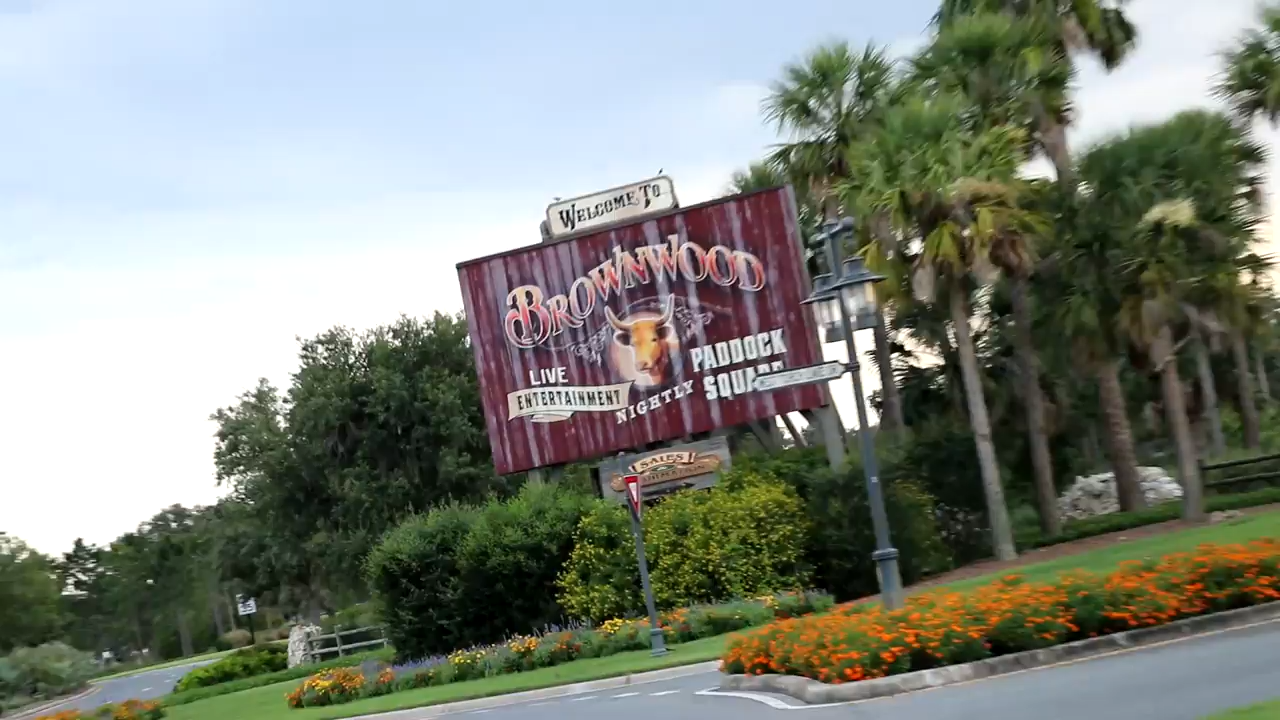 WELCOME TO
BROWNWOOD
LIVE
ENTERTAINMENT
NIGHTLY
PADDOCK
SQUARE
SALES